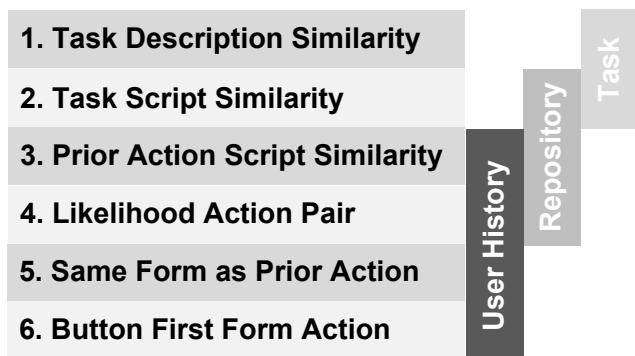 1. Task Description Similarity
2. Task Script Similarity
3. Prior Action Script Similarity
4. Likelihood Action Pair
5. Same Form as Prior Action
6. Button First Form Action
User History
Repository
Task